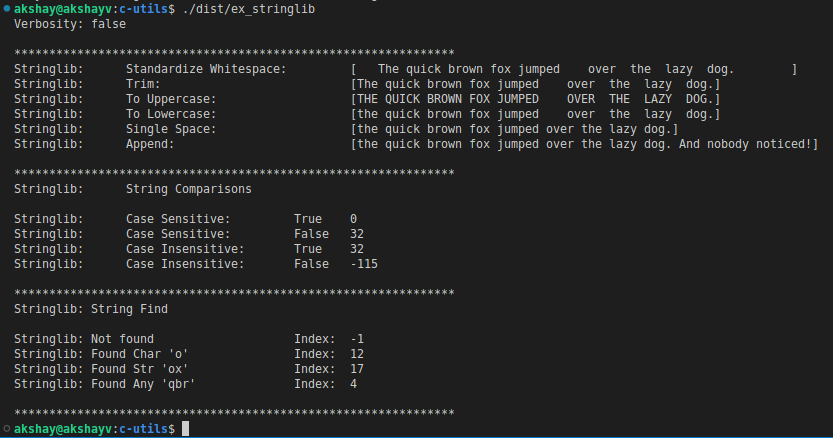 akshay@akshayv:c-utils$ ./dist/ex_stringlib
Verbosity: false
***************************************************************
Stringlib:      Standardize Whitespace:         [   The quick brown fox jumped    over  the  lazy  dog.        ]
Stringlib:      Trim:                           [The quick brown fox jumped    over  the  lazy  dog.]
Stringlib:      To Uppercase:                   [THE QUICK BROWN FOX JUMPED    OVER  THE  LAZY  DOG.]
Stringlib:      To Lowercase:                   [the quick brown fox jumped    over  the  lazy  dog.]
Stringlib:      Single Space:                   [the quick brown fox jumped over the lazy dog.]
Stringlib:      Append:                         [the quick brown fox jumped over the lazy dog. And nobody noticed!]
***************************************************************
Stringlib:      String Comparisons
Stringlib:      Case Sensitive:         True    0
Stringlib:      Case Sensitive:         False   32
Stringlib:      Case Insensitive:       True    32
Stringlib:      Case Insensitive:       False   -115
***************************************************************
Stringlib: String Find
Stringlib: Not found                    Index:  -1
Stringlib: Found Char 'o'               Index:  12
Stringlib: Found Str 'ox'               Index:  17
Stringlib: Found Any 'qbr'              Index:  4
***************************************************************
akshay@akshayv:c-utils$